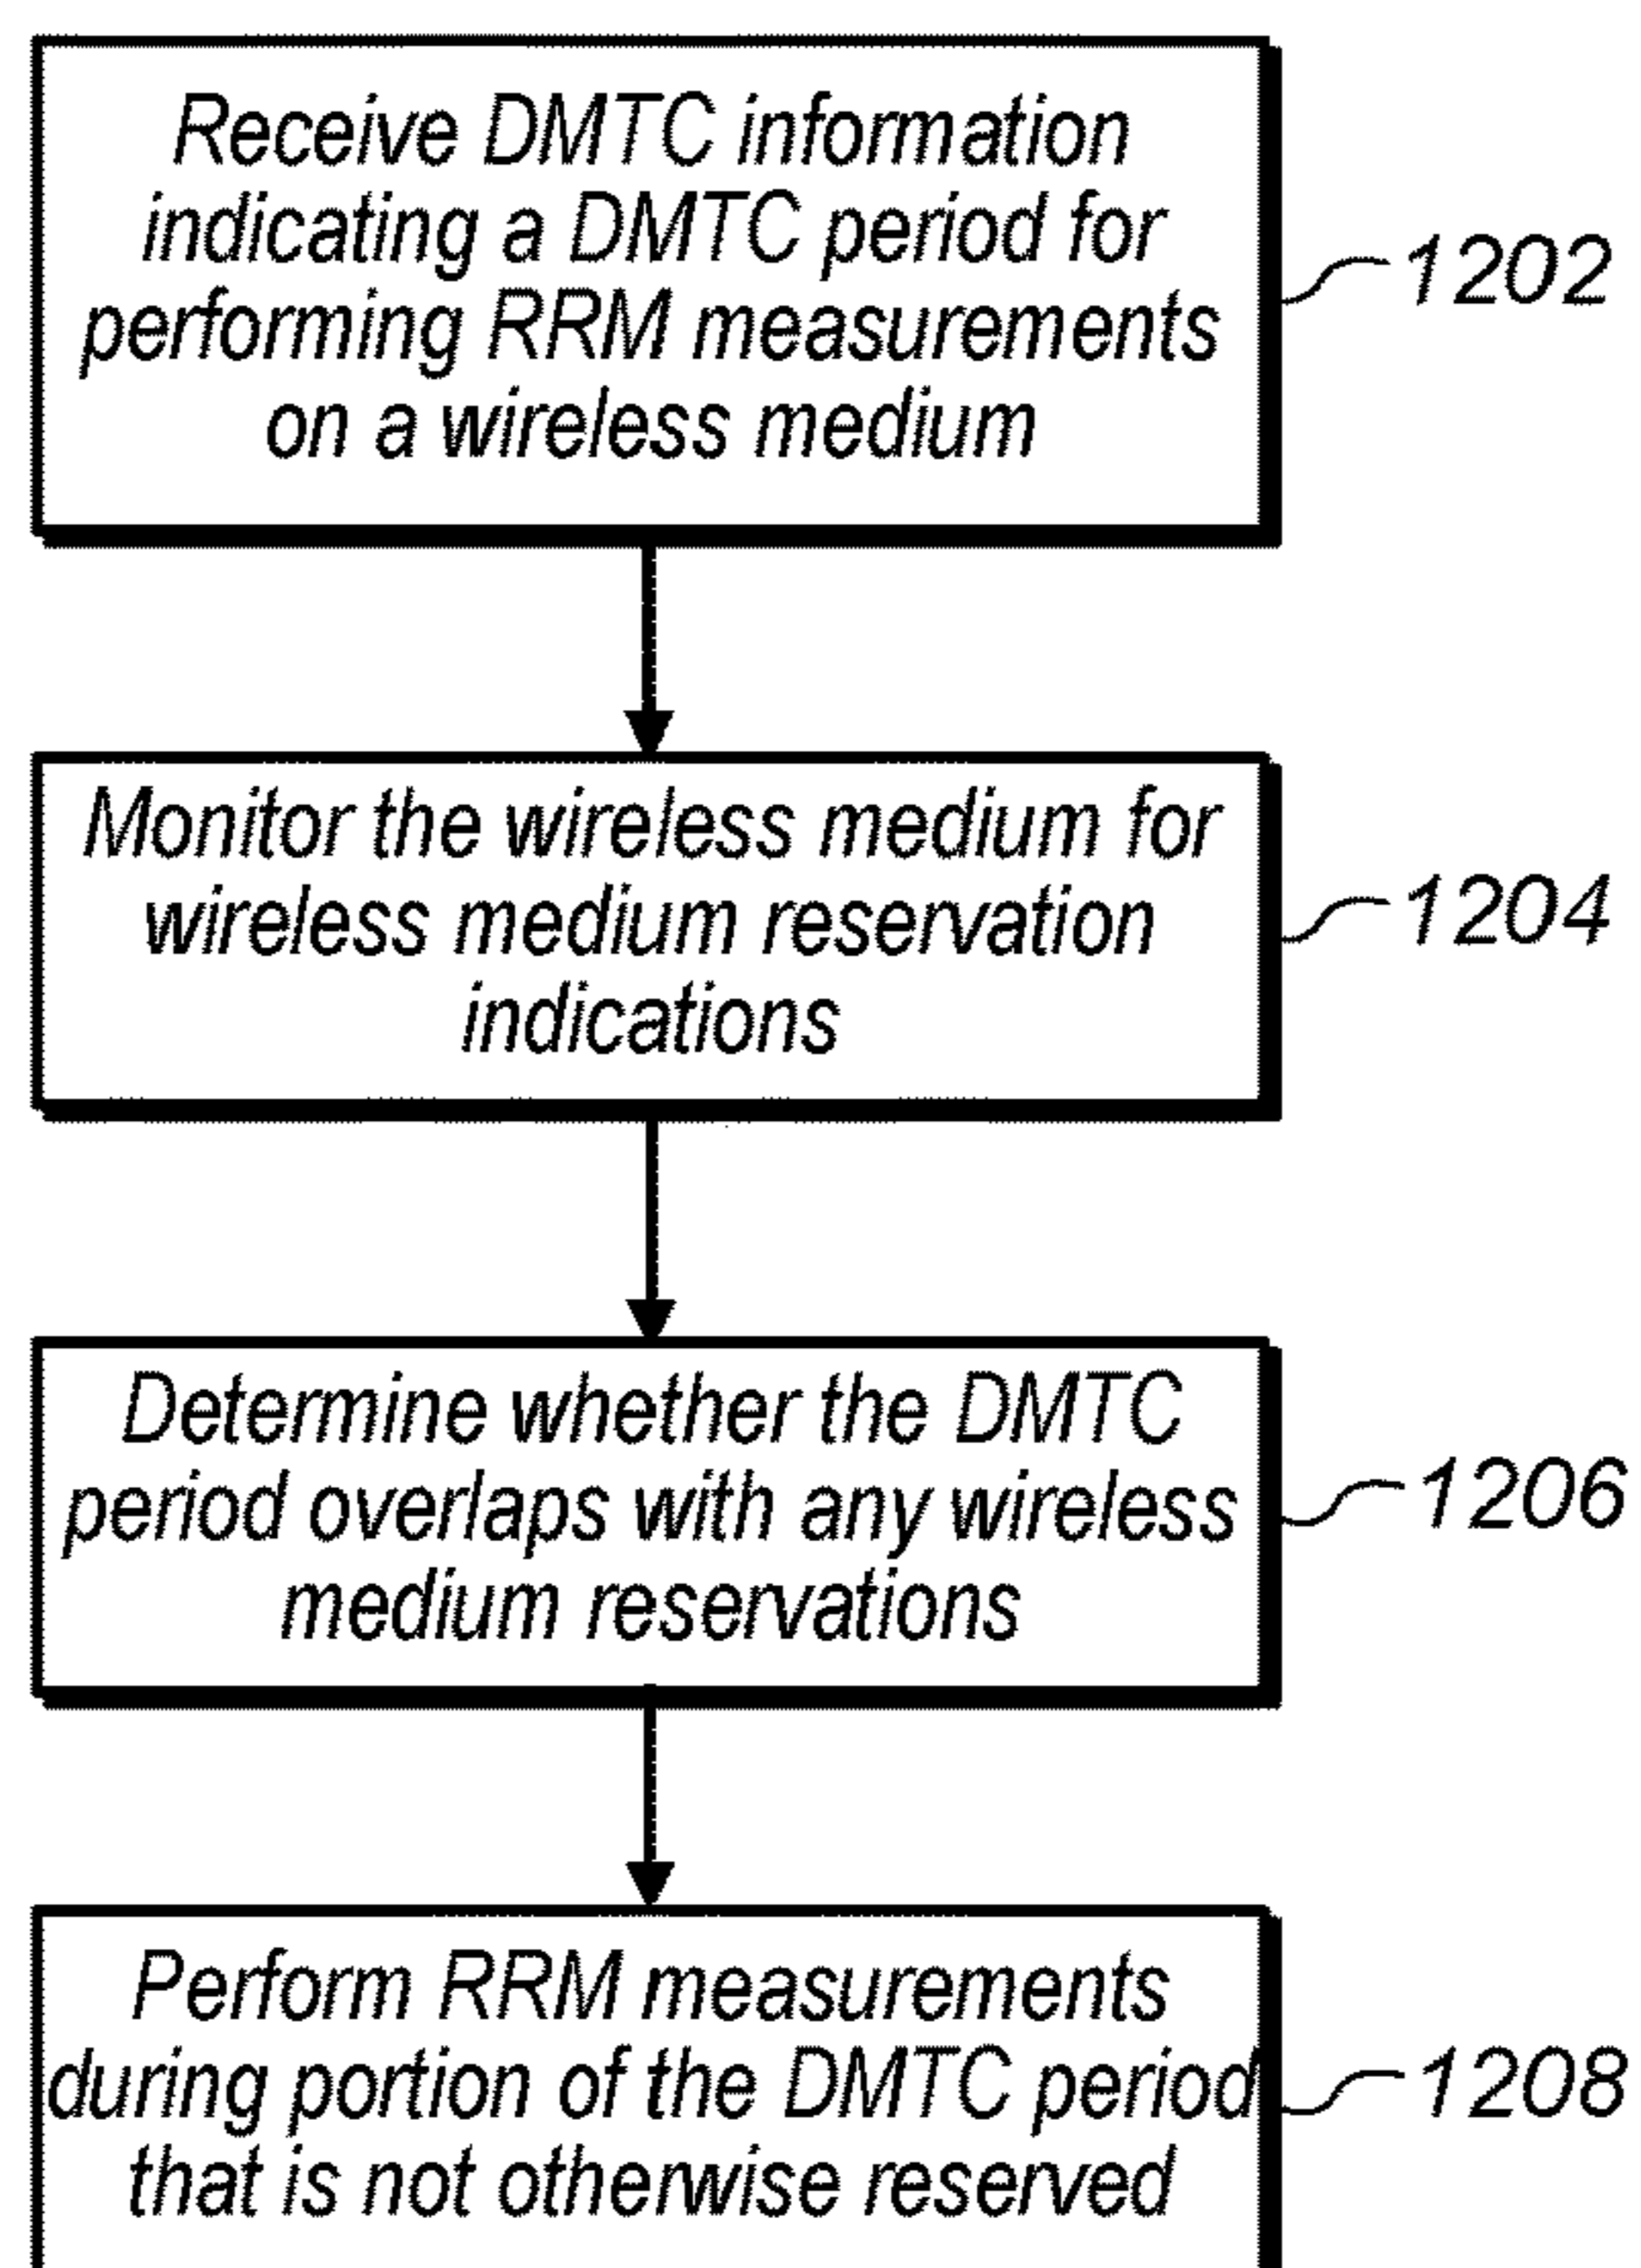 Receive DMTC information
indicating a DMTC period for
performing RRM measurements
on a wireless medium
1202
Monitor the wireless medium for
wireless medium reservation
indications
1204
Determine whether the DMTC
period overlaps with any wireless
medium reservations
1206
Perform RRM measurements
during portion of the DMTC period
that is not otherwise reserved
1208